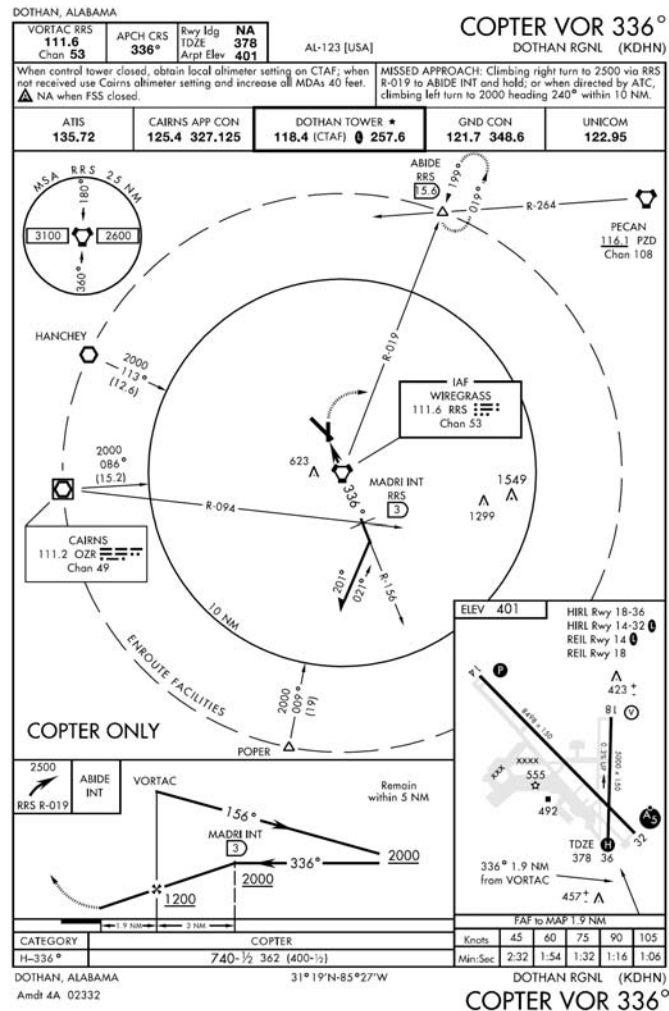 DOTHAN, ALABAMA
VORTAC RRS
111.6
Chan 53
APCH CRS
336°
Rwy ldg NA
TDZE 378
Arpt Elev 401
AL-123 [USA]
COPTER VOR 336°
DOTHAN RGNL (KDHN)
When control tower closed, obtain local altimeter setting on CTAF; when
not received use Cairns altimeter setting and increase all MDAs 40 feet.
A NA when FSS closed.
MISSED APPROACH: Climbing right turn to 2500 via RRS
R-019 to ABIDE INT and hold; or when directed by ATC,
climbing left turn to 2000 heading 240° within 10 NM.
ATIS
135.72
CAIRNS APP CON
125.4 327.125
DOTHAN TOWER ★
118.4 (CTAF) L 257.6
GND CON
121.7 348.6
UNICOM
122.95
MSA RRS 25 NM
180°
3100
2600
360°
ABIDE
RRS
15.6
199°
019°
R-264
PECAN
116.1 PZD
Chan 108
HANCHEY
2000
113°
(12.6)
R-019
IAF
WIREGRASS
111.6 RRS
Chan 53
2000
086°
(15.2)
623
336°
MADRI INT
RRS
3
1549
1299
R-094
CAIRNS
111.2 OZR
Chan 49
201°
021°
R-156
10 NM
ENROUTE FACILITIES
2000
009°
(19)
COPTER ONLY
POPER
ELEV 401
HIRL Rwy 18-36
HIRL Rwy 14-32 L
REIL Rwy 14 L
REIL Rwy 18
14
P
423 ±
18
V
8498 x 150
0.3% UP
5000 x 150
xxx
xxxx
555
492
A5
32
TDZE
378
H
36
336° 1.9 NM
from VORTAC
457 ±
2500
RRS R-019
ABIDE
INT
VORTAC
Remain
within 5 NM
156°
MADRI INT
3
336°
2000
2000
1200
1.9 NM
3 NM
CATEGORY
COPTER
H-336°
740-½ 362 (400-½)
FAF to MAP 1.9 NM
Knots 45 60 75 90 105
Min:Sec 2:32 1:54 1:32 1:16 1:06
DOTHAN, ALABAMA
Amdt 4A 02332
31°19'N-85°27'W
DOTHAN RGNL (KDHN)
COPTER VOR 336°